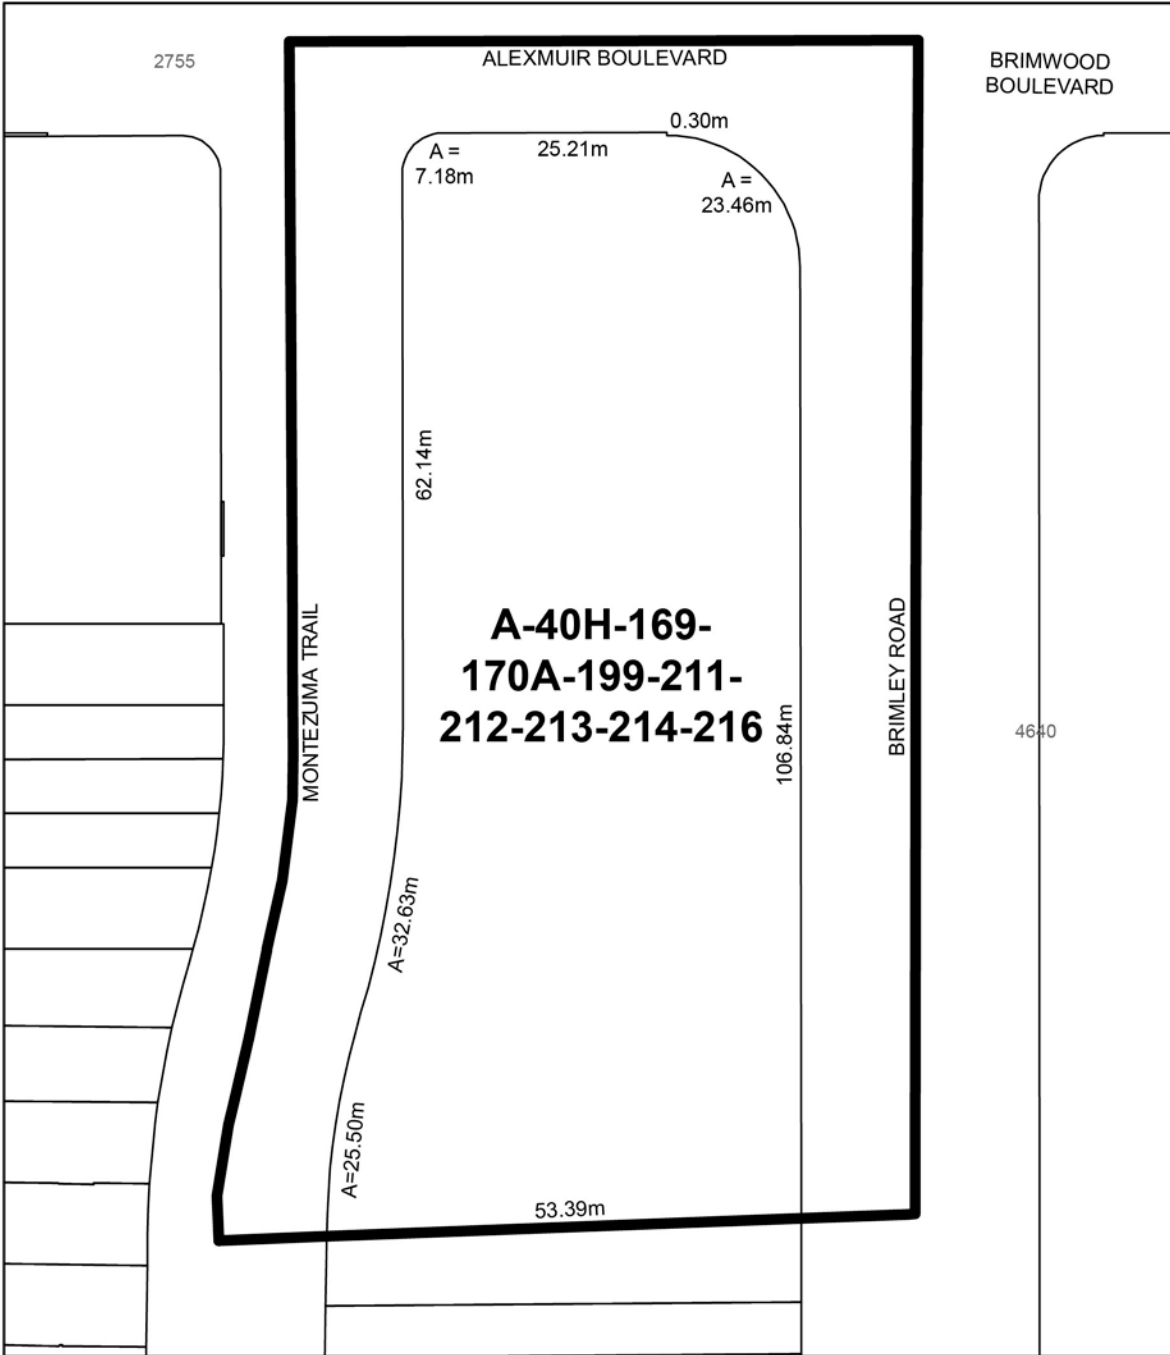 2755
ALEXMUIR BOULEVARD
BRIMWOOD
BOULEVARD
0.30m
A =
7.18m
25.21m
A =
23.46m
62.14m
MONTEZUMA TRAIL
A-40H-169-
170A-199-211-
212-213-214-216
106.84m
BRIMLEY ROAD
4640
A=32.63m
A=25.50m
53.39m